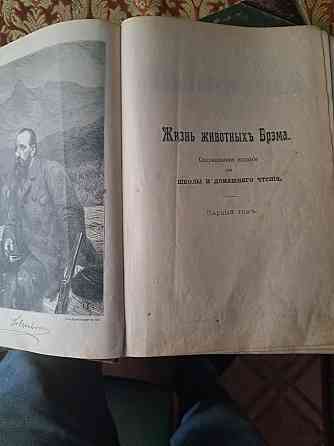 Жизнь животныхъ Брэма.
Сокращенное изданіе
для
школы и домашняго чтенія.
Первый томъ.